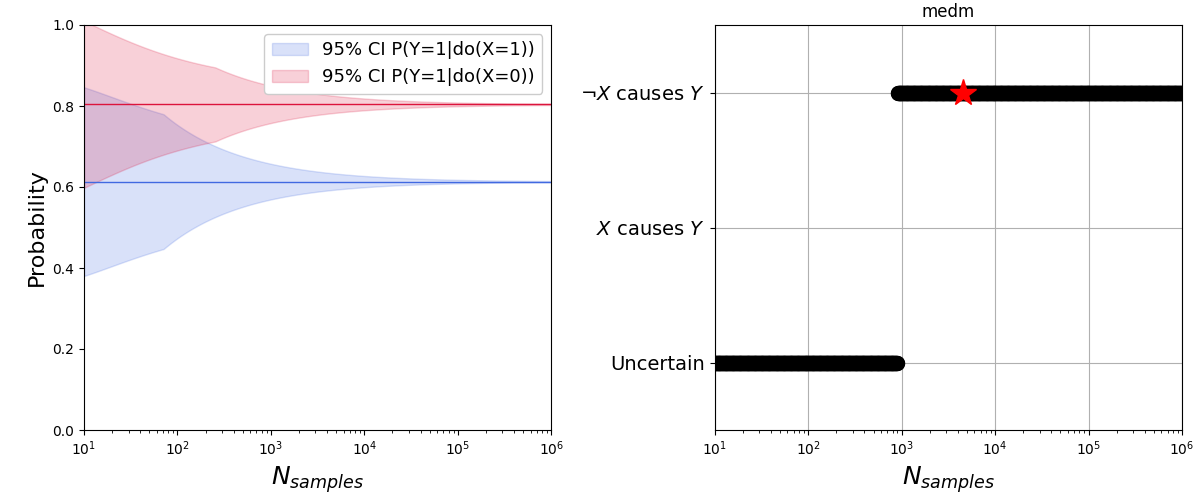 1.0
0.8
0.6
0.4
0.2
0.0
Probability
95% CI P(Y=1|do(X=1))
95% CI P(Y=1|do(X=0))
10¹ 10² 10³ 10⁴ 10⁵ 10⁶
N_samples
medm
¬X causes Y
X causes Y
Uncertain
10¹ 10² 10³ 10⁴ 10⁵ 10⁶
N_samples